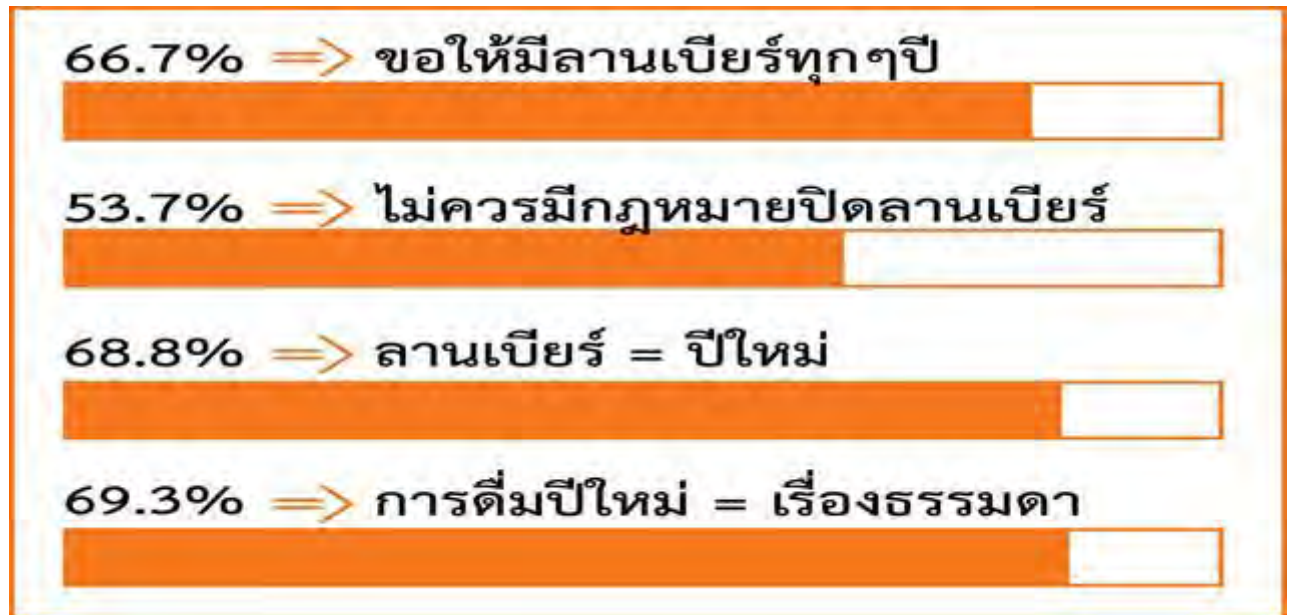 66.7% => ขอให้มีลานเบียร์ทุกๆปี
53.7% => ไม่ควรมีกฎหมายปิดลานเบียร์
68.8% => ลานเบียร์ = ปีใหม่
69.3% => การดื่มปีใหม่ = เรื่องธรรมดา